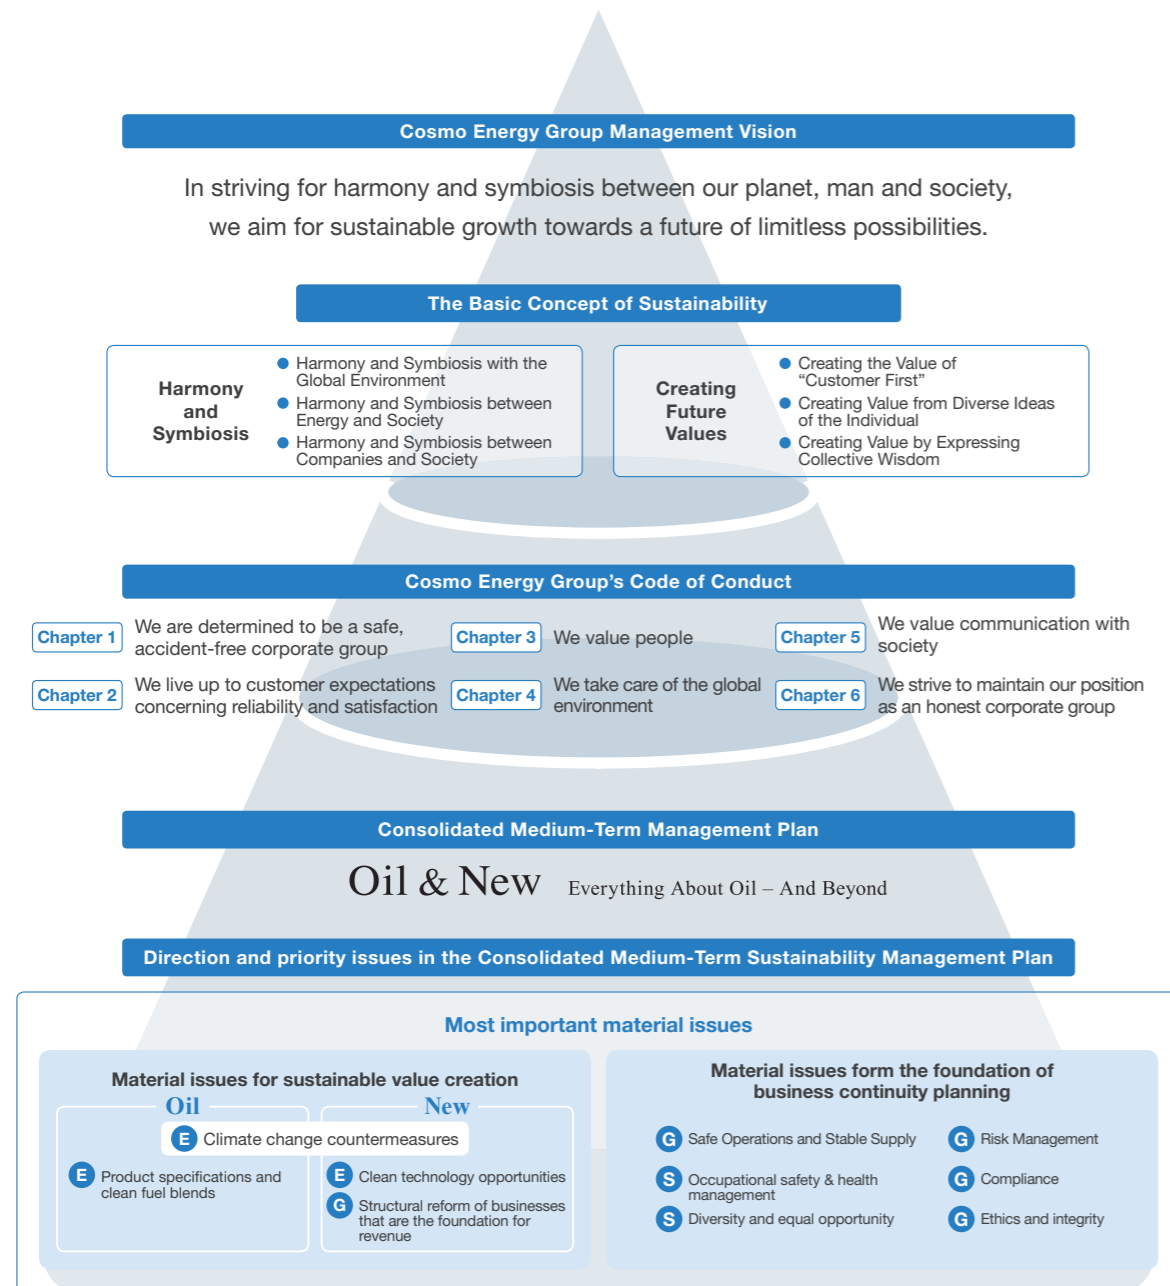 Cosmo Energy Group Management Vision
In striving for harmony and symbiosis between our planet, man and society,
we aim for sustainable growth towards a future of limitless possibilities.
The Basic Concept of Sustainability
Harmony
and
Symbiosis
● Harmony and Symbiosis with the
Global Environment
● Harmony and Symbiosis between
Energy and Society
● Harmony and Symbiosis between
Companies and Society
Creating
Future
Values
● Creating the Value of
“Customer First”
● Creating Value from Diverse Ideas
of the Individual
● Creating Value by Expressing
Collective Wisdom
Cosmo Energy Group’s Code of Conduct
Chapter 1 We are determined to be a safe,
accident-free corporate group
Chapter 2 We live up to customer expectations
concerning reliability and satisfaction
Chapter 3 We value people
Chapter 4 We take care of the global
environment
Chapter 5 We value communication with
society
Chapter 6 We strive to maintain our position
as an honest corporate group
Consolidated Medium-Term Management Plan
Oil & New Everything About Oil – And Beyond
Direction and priority issues in the Consolidated Medium-Term Sustainability Management Plan
Most important material issues
Material issues for sustainable value creation
Oil New
E Climate change countermeasures
E Product specifications and
clean fuel blends
E Clean technology opportunities
G Structural reform of businesses
that are the foundation for
revenue
Material issues form the foundation of
business continuity planning
G Safe Operations and Stable Supply
S Occupational safety & health
management
S Diversity and equal opportunity
G Risk Management
G Compliance
G Ethics and integrity